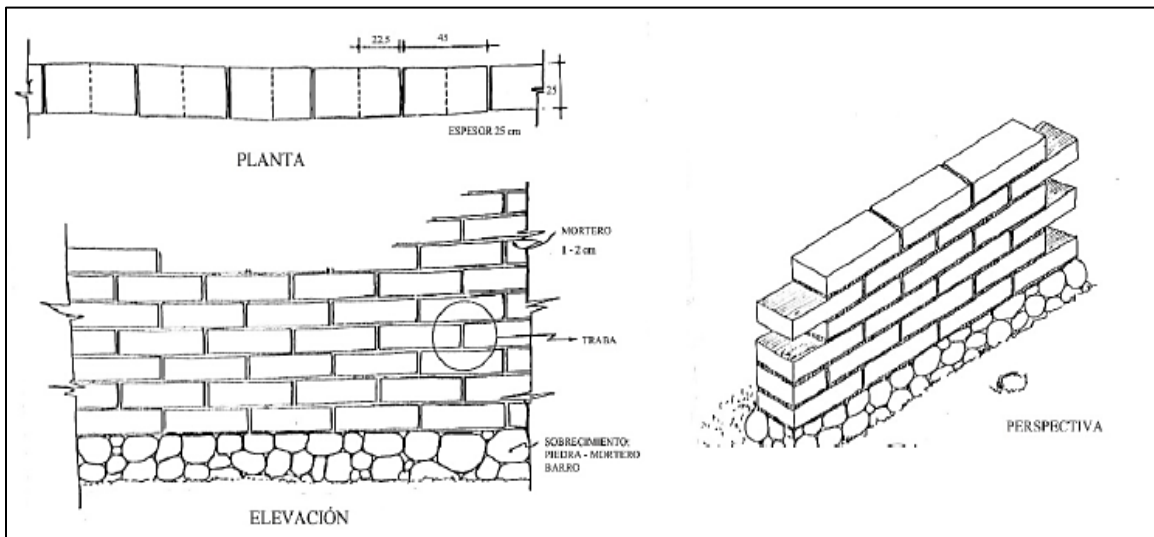 22.5
45
25
ESPESOR 25 cm
PLANTA
MORTERO
1 - 2 cm
TRABA
SOBRECIMIENTO:
PIEDRA - MORTERO
BARRO
ELEVACIÓN
PERSPECTIVA